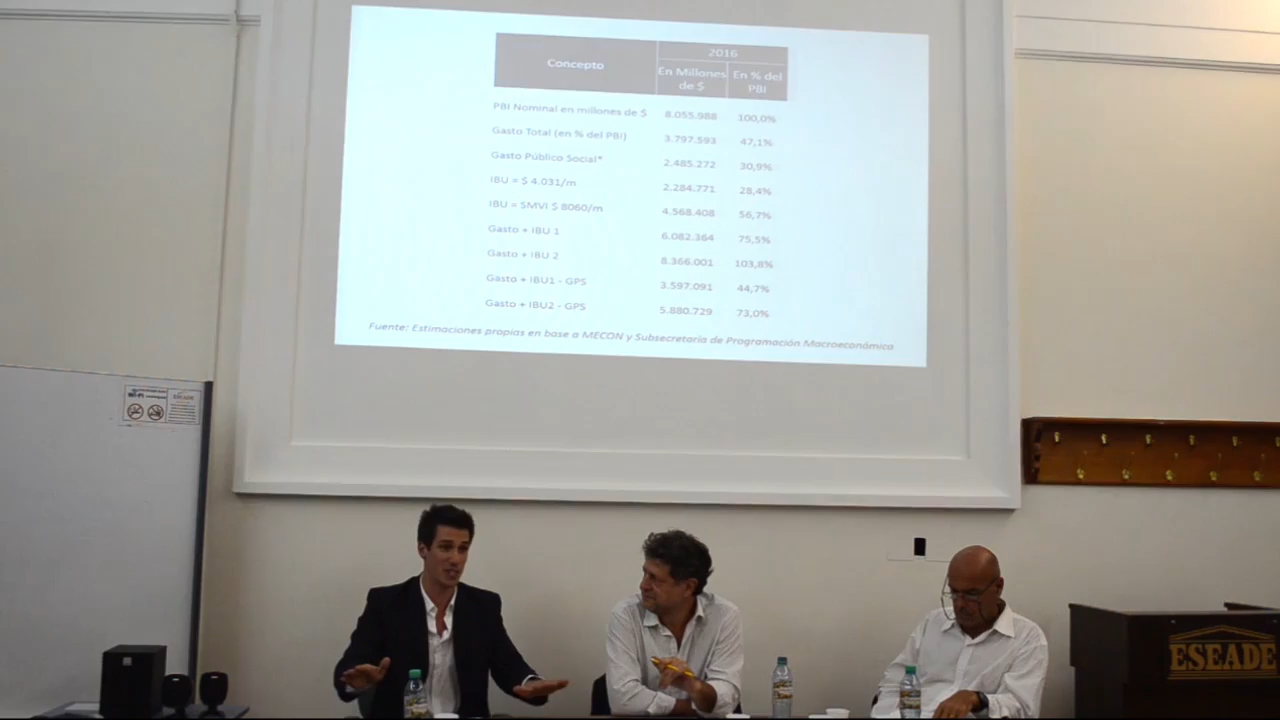 Concepto 2016
En Millones de $ En % del PBI
PBI Nominal en millones de $ 8.055.988 100,0%
Gasto Total (en % del PBI) 3.797.593 47,1%
Gasto Público Social* 2.485.272 30,9%
IBU = $ 4.031/m 2.284.771 28,4%
IBU = SMVI $ 8060/m 4.568.408 56,7%
Gasto + IBU 1 6.082.364 75,5%
Gasto + IBU 2 8.366.001 103,8%
Gasto + IBU1 - GPS 3.597.091 44,7%
Gasto + IBU2 - GPS 5.880.729 73,0%
Fuente: Estimaciones propias en base a MECON y Subsecretaría de Programación Macroeconómica
Wi-Fi
ESEADE
ESEADE